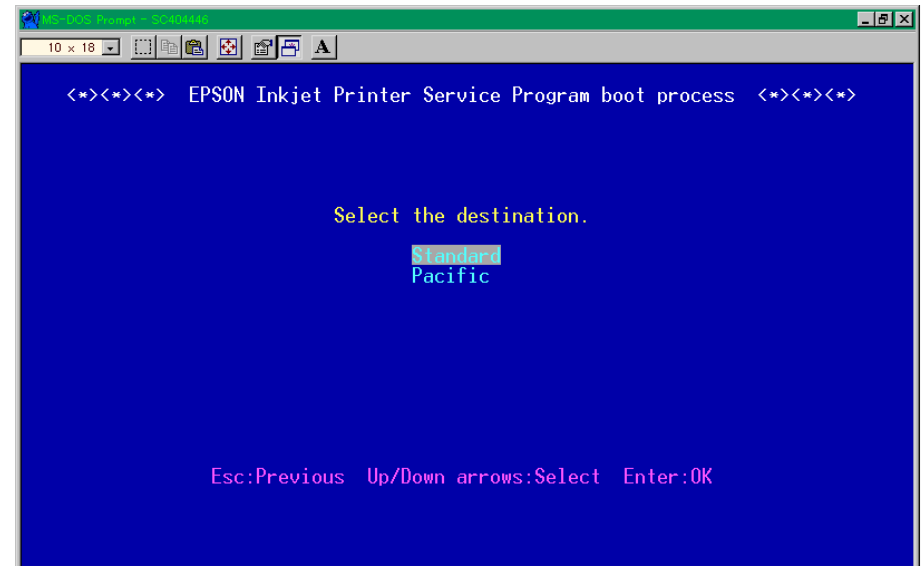 MS-DOS Prompt - SC404446
10 x 18
A
<*><*><*> EPSON Inkjet Printer Service Program boot process <*><*><*>
Select the destination.
Standard
Pacific
Esc:Previous Up/Down arrows:Select Enter:OK